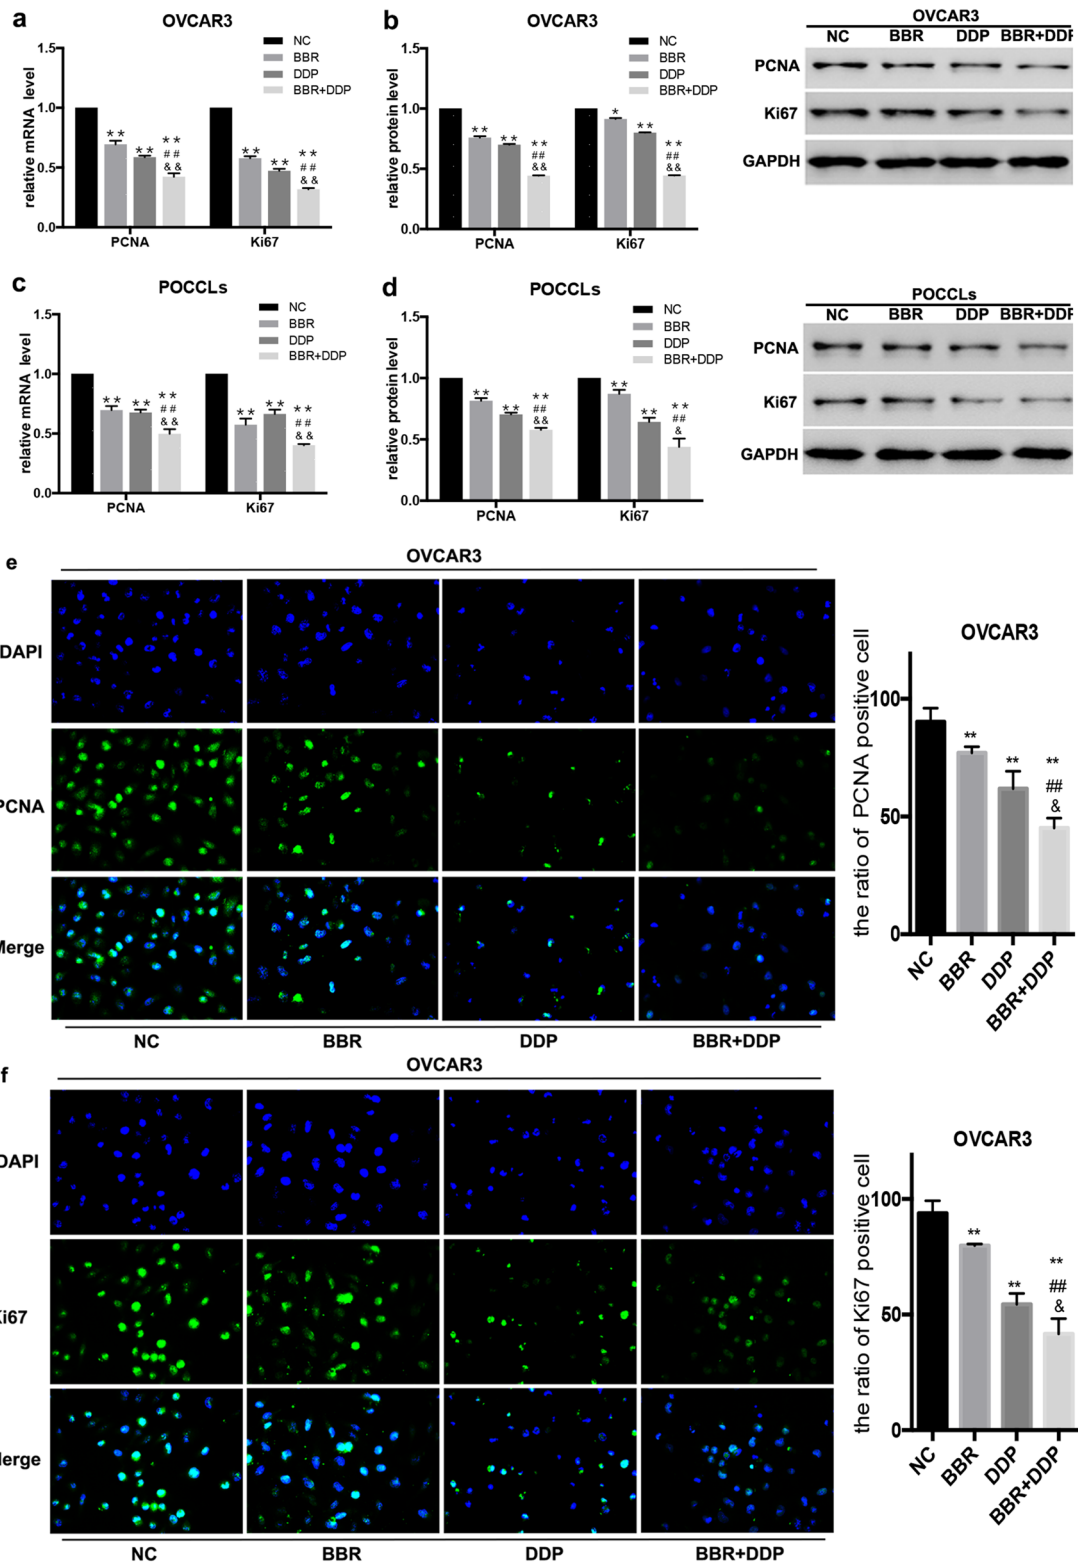 a
OVCAR3
NC
BBR
DDP
BBR+DDP
relative mRNA level
1.5
1.0
0.5
0.0
**
**
**
##
&&
**
**
**
##
&&
PCNA
Ki67
b
OVCAR3
NC
BBR
DDP
BBR+DDP
relative protein level
1.5
1.0
0.5
0.0
**
**
**
##
&&
*
**
**
##
&&
PCNA
Ki67
OVCAR3
NC BBR DDP BBR+DDP
PCNA
Ki67
GAPDH
c
POCCLs
NC
BBR
DDP
BBR+DDP
relative mRNA level
1.5
1.0
0.5
0.0
**
**
**
##
&&
**
**
**
##
&&
PCNA
Ki67
d
POCCLs
NC
BBR
DDP
BBR+DDP
relative protein level
1.5
1.0
0.5
0.0
**
**
**
##
&&
**
**
**
##
&
PCNA
Ki67
POCCLs
NC BBR DDP BBR+DDP
PCNA
Ki67
GAPDH
e
OVCAR3
DAPI
PCNA
Merge
NC BBR DDP BBR+DDP
OVCAR3
the ratio of PCNA positive cell
100
50
0
**
**
**
##
&
NC
BBR
DDP
BBR+DDP
f
OVCAR3
DAPI
Ki67
Merge
NC BBR DDP BBR+DDP
OVCAR3
the ratio of Ki67 positive cell
100
50
0
**
**
**
##
&
NC
BBR
DDP
BBR+DDP